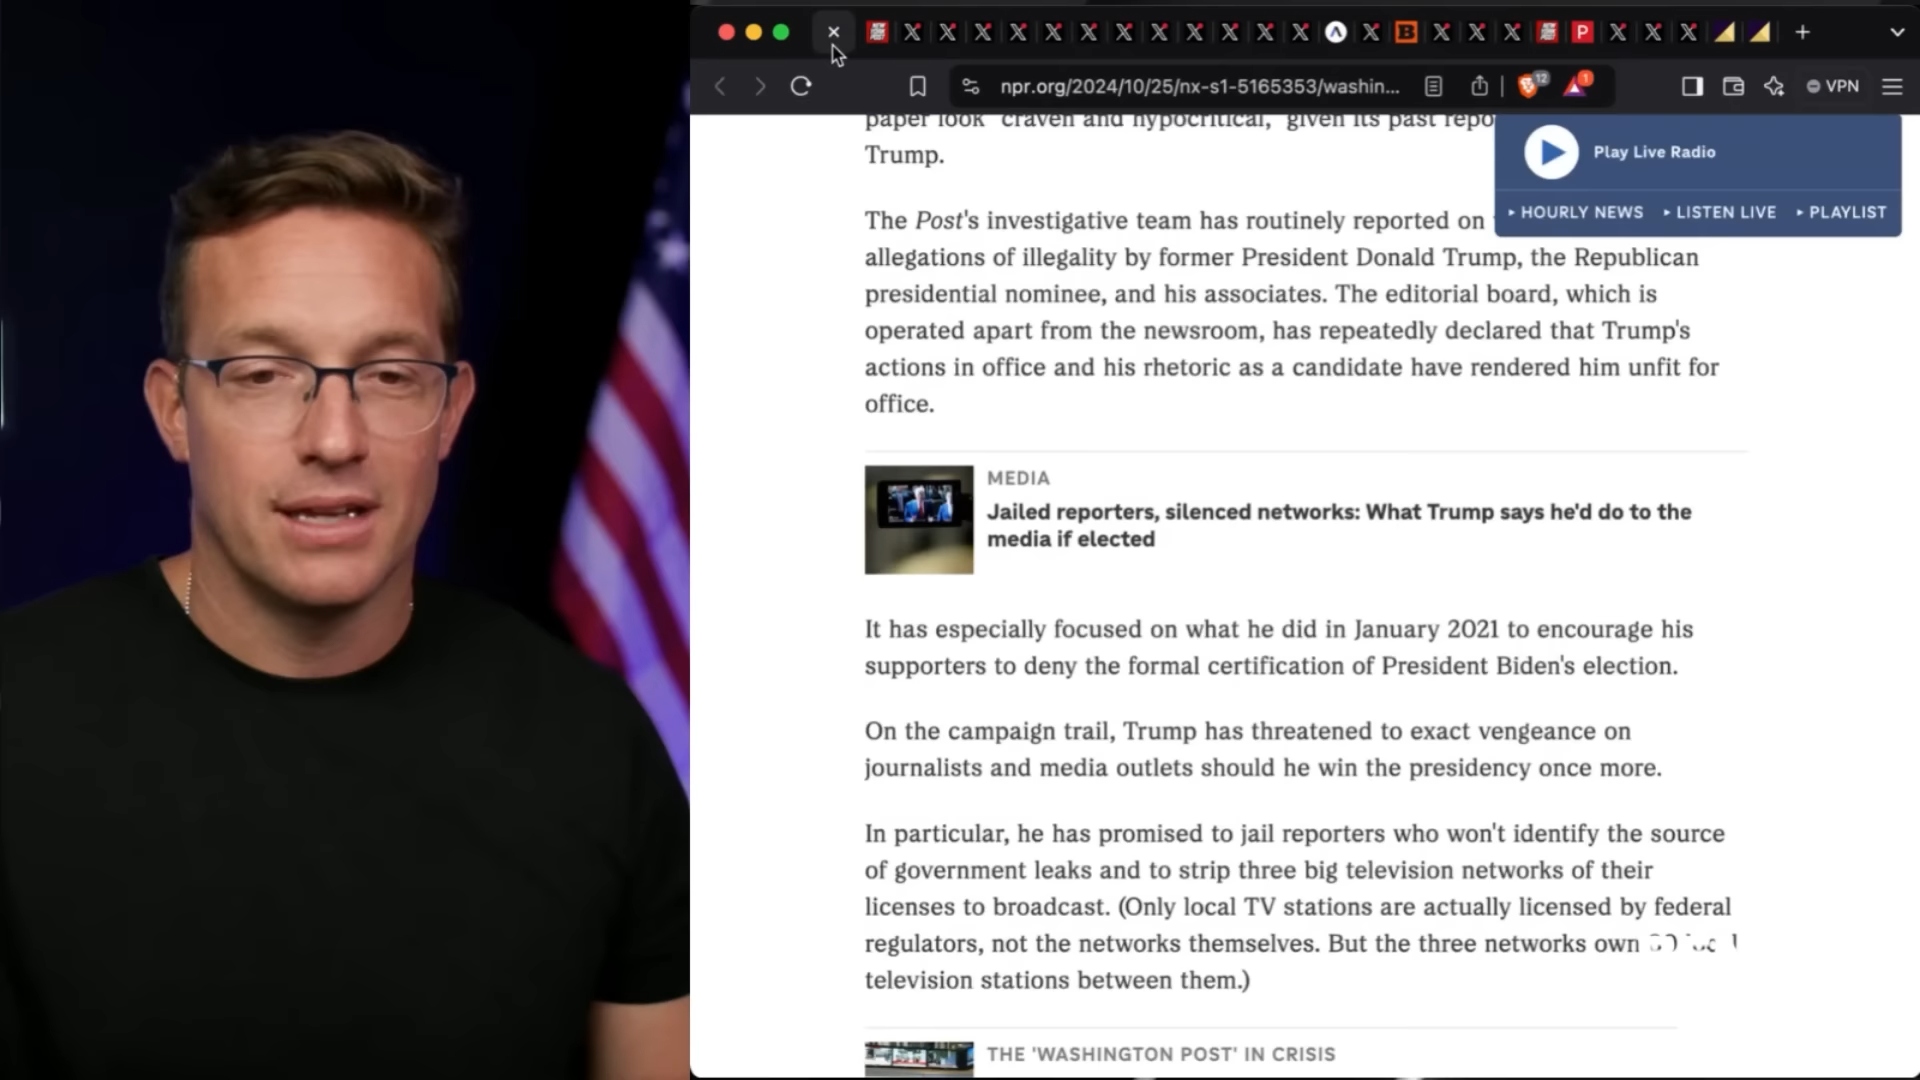 npr.org/2024/10/25/nx-s1-5165353/washin...
12
1
VPN
paper look "craven and hypocritical," given its past repo
Trump.
Play Live Radio
HOURLY NEWS
LISTEN LIVE
PLAYLIST
The Post's investigative team has routinely reported on
allegations of illegality by former President Donald Trump, the Republican
presidential nominee, and his associates. The editorial board, which is
operated apart from the newsroom, has repeatedly declared that Trump's
actions in office and his rhetoric as a candidate have rendered him unfit for
office.
MEDIA
Jailed reporters, silenced networks: What Trump says he'd do to the
media if elected
It has especially focused on what he did in January 2021 to encourage his
supporters to deny the formal certification of President Biden's election.
On the campaign trail, Trump has threatened to exact vengeance on
journalists and media outlets should he win the presidency once more.
In particular, he has promised to jail reporters who won't identify the source
of government leaks and to strip three big television networks of their
licenses to broadcast. (Only local TV stations are actually licensed by federal
regulators, not the networks themselves. But the three networks own
television stations between them.)
THE 'WASHINGTON POST' IN CRISIS